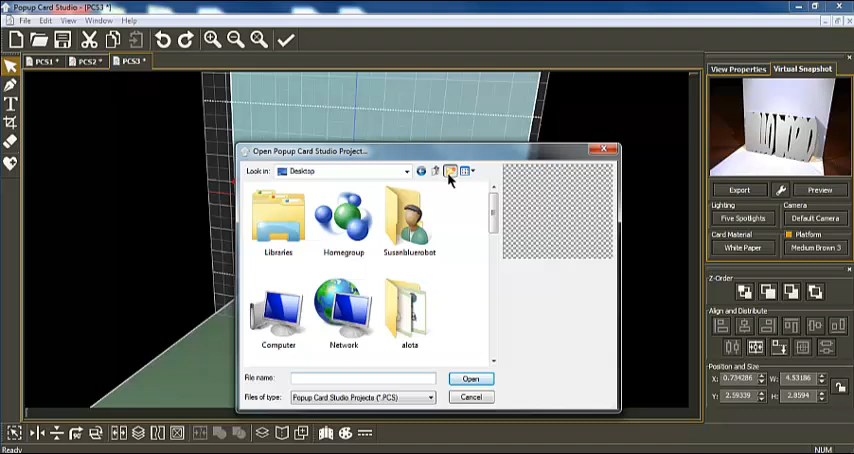 Popup Card Studio - [PCS3 *]
File Edit View Window Help
PCS1 * PCS2 * PCS3 *
View Properties Virtual Snapshot
Open Popup Card Studio Project...
Look in: Desktop
Libraries Homegroup Susanbluerobot
Computer Network alota
File name: Open
Files of type: Popup Card Studio Projects (*.PCS) Cancel
Export Preview
Lighting Camera
Five Spotlights Default Camera
Card Material Platform
White Paper Medium Brown 3
Z-Order
Align and Distribute
Position and Size
X: 0.734286 W: 4.53186
Y: 2.59339 H: 2.8594
Ready NUM